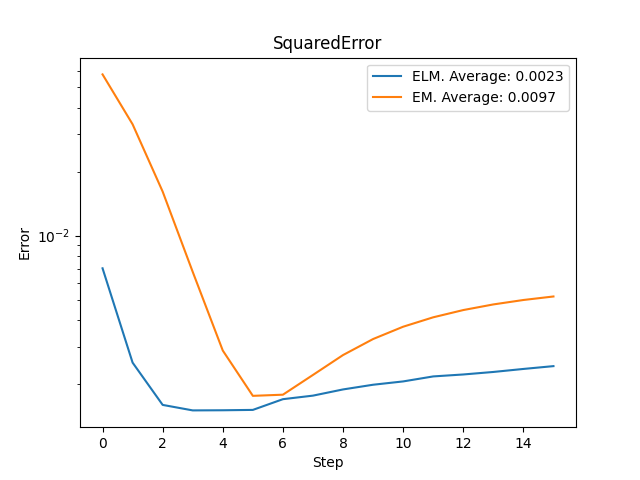 SquaredError
ELM. Average: 0.0023
EM. Average: 0.0097
Error
10⁻²
0 2 4 6 8 10 12 14
Step